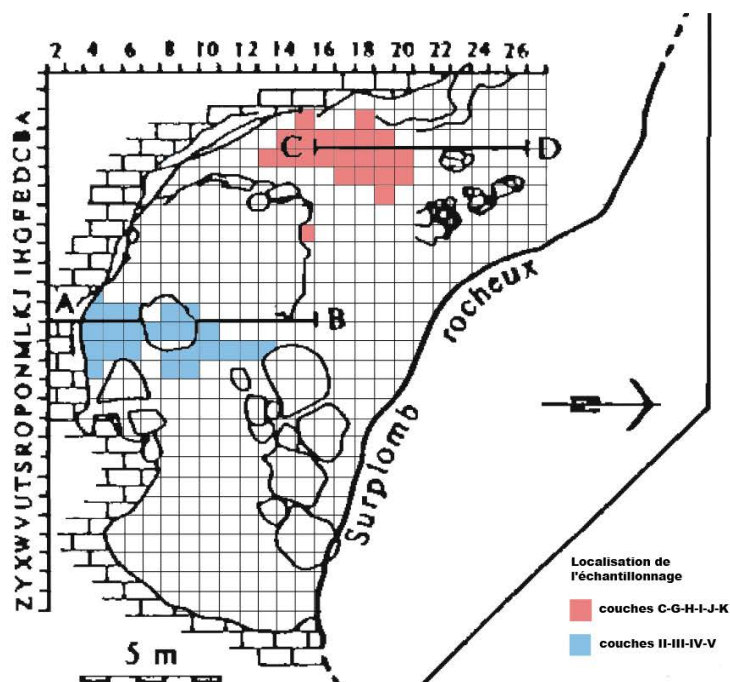 2 4 6 8 10 12 14 16 18 20 22 24 26
Z Y X W V U T S R Q P O N M L K J I H G F E D C B A
C D
A B
Surplomb rocheux
N
5 m
Localisation de
l'échantillonnage
couches C-G-H-I-J-K
couches II-III-IV-V